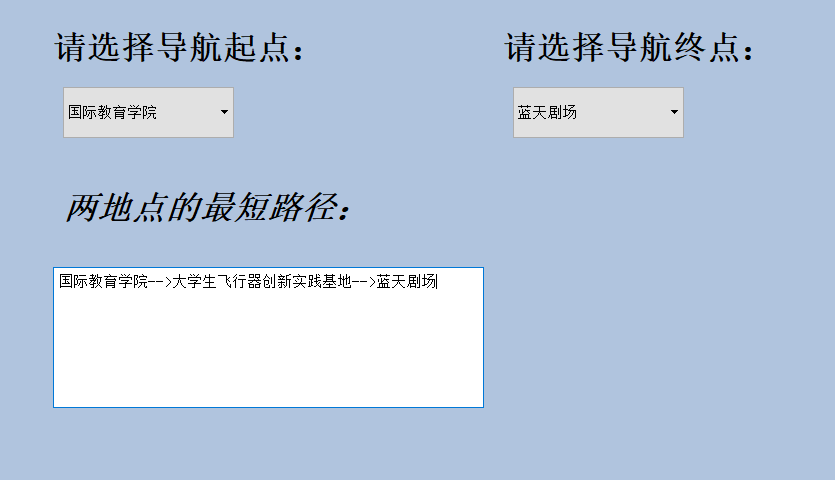 请选择导航起点：
请选择导航终点：
国际教育学院
蓝天剧场
两地点的最短路径：
国际教育学院-->大学生飞行器创新实践基地-->蓝天剧场